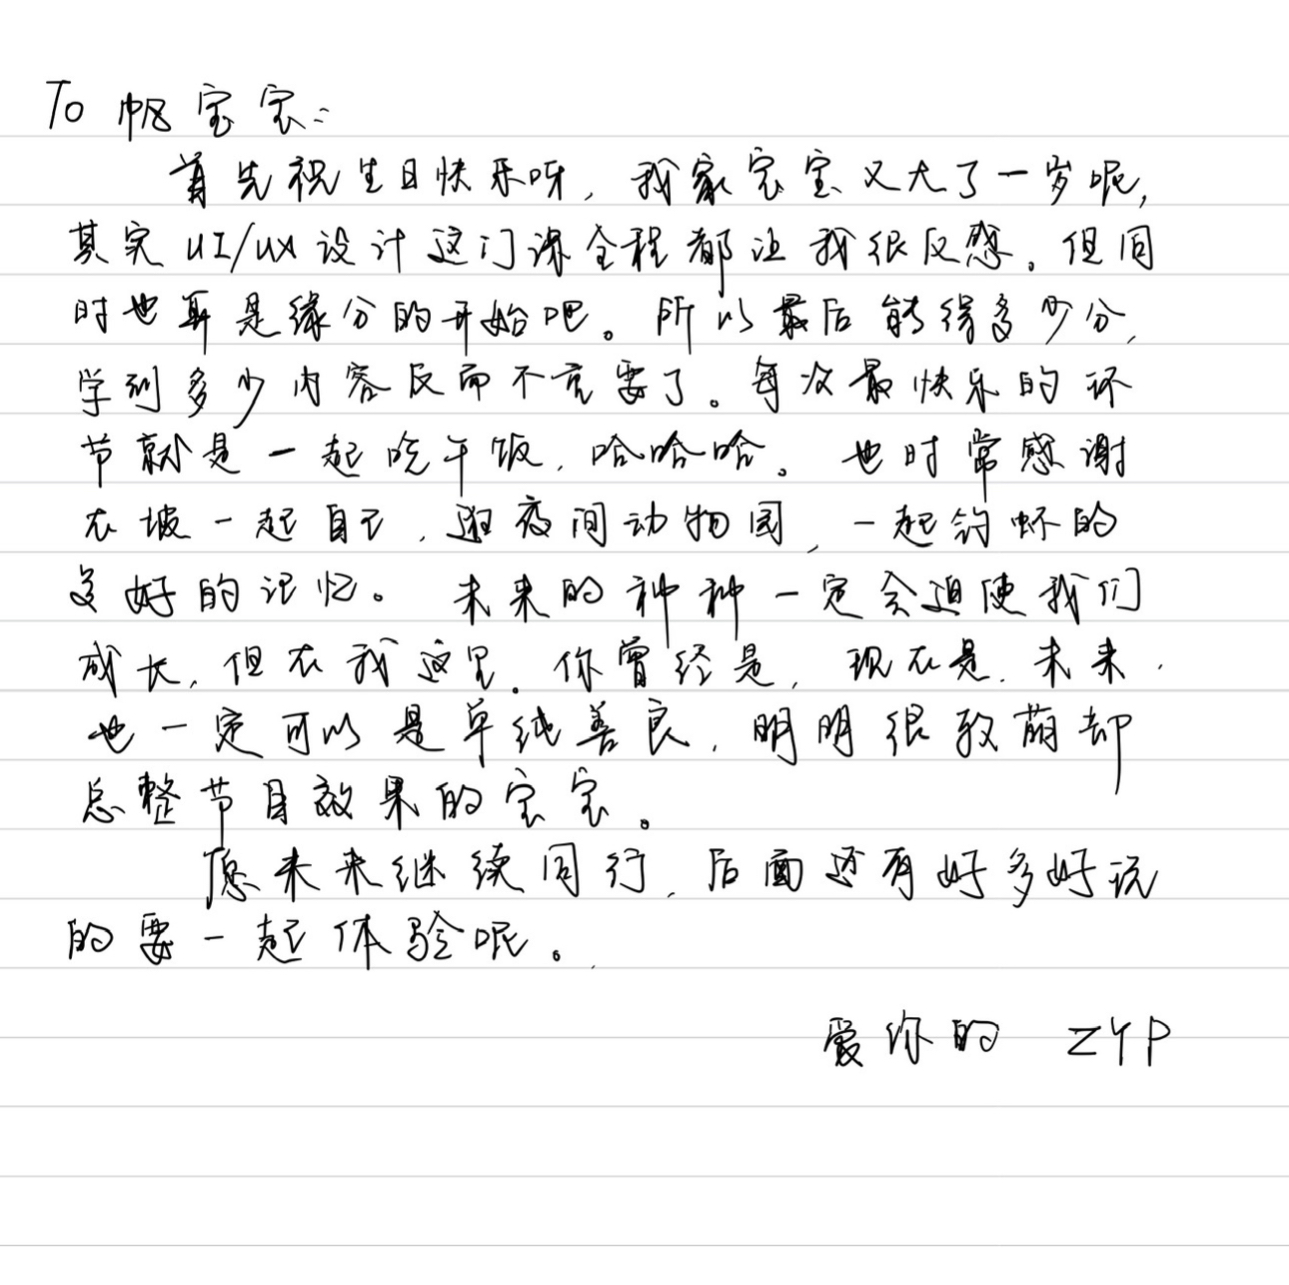 To 帆宝宝：
首先祝生日快乐呀，我家宝宝又大了一岁呢，
其实 UI/UX 设计这门课全程都让我很反感。但同
时也算是缘分的开始吧。所以最后能得多少分，
学到多少内容反而不重要了。每次最快乐的环
节就是一起吃午饭，哈哈哈。也时常感谢
在坡一起自习，逛夜间动物园，一起钓虾的
美好的记忆。未来的种种一定会迫使我们
成长，但在我这里，你曾经是，现在是，未来
也一定可以是单纯善良，明明很软萌却
总整节目效果的宝宝。
愿未来继续同行，后面还有好多好玩
的要一起体验呢。
爱你的 ZYP